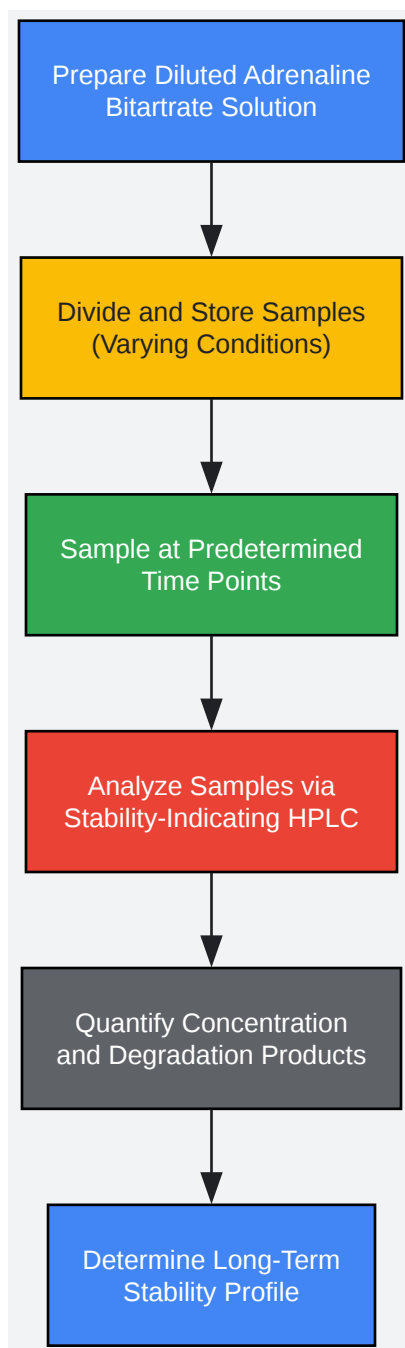 Prepare Diluted Adrenaline
Bitartrate Solution
Divide and Store Samples
(Varying Conditions)
Sample at Predetermined
Time Points
Analyze Samples via
Stability-Indicating HPLC
Quantify Concentration
and Degradation Products
Determine Long-Term
Stability Profile